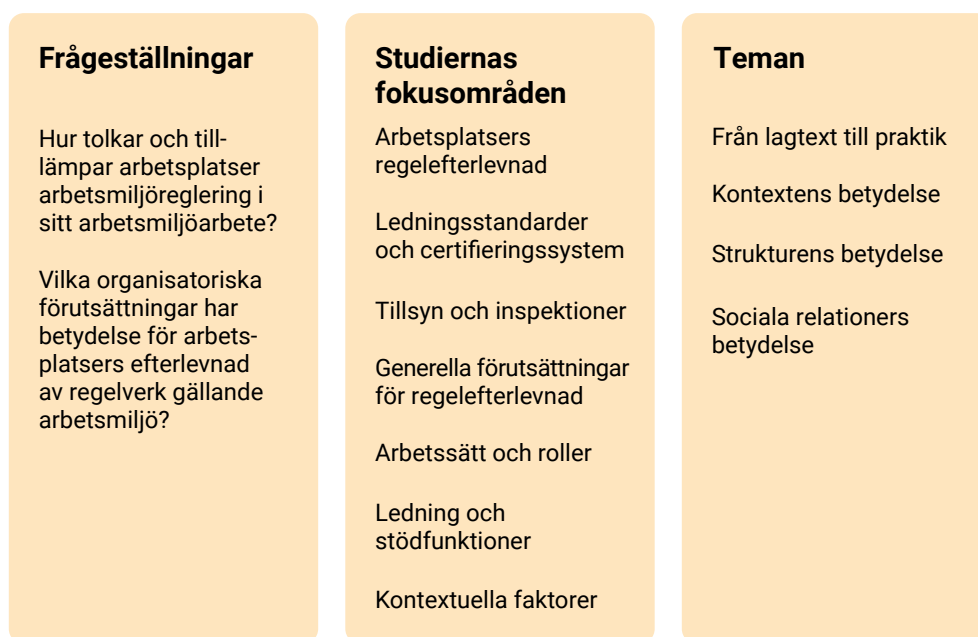 Frågeställningar
Hur tolkar och till-
lämpar arbetsplatser
arbetsmiljöreglering i
sitt arbetsmiljöarbete?
Vilka organisatoriska
förutsättningar har
betydelse för arbets-
platsers efterlevnad
av regelverk gällande
arbetsmiljö?
Studiernas
fokusområden
Arbetsplatsers
regelefterlevnad
Ledningsstandarder
och certifieringssystem
Tillsyn och inspektioner
Generella förutsättningar
för regelefterlevnad
Arbetssätt och roller
Ledning och
stödfunktioner
Kontextuella faktorer
Teman
Från lagtext till praktik
Kontextens betydelse
Strukturens betydelse
Sociala relationers
betydelse